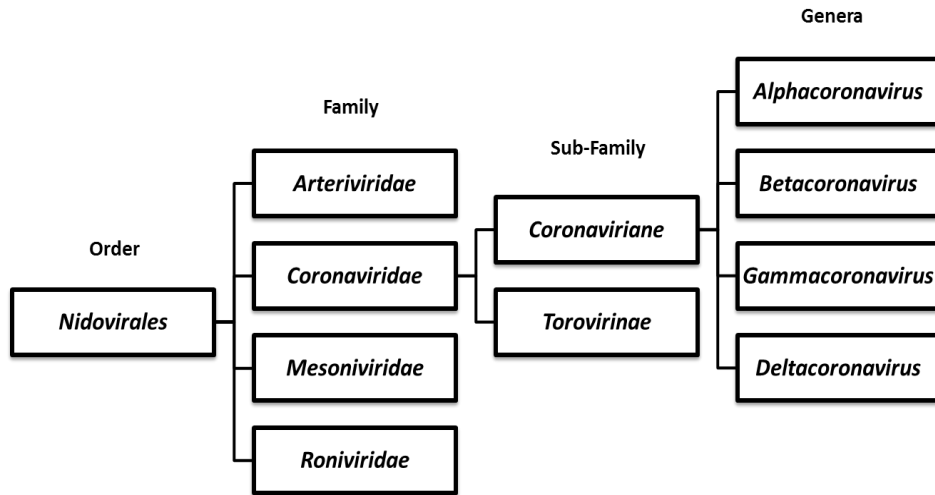 Genera
Alphacoronavirus
Family
Sub-Family
Arteriviridae
Betacoronavirus
Coronaviriane
Order
Coronaviridae
Gammacoronavirus
Nidovirales
Torovirinae
Mesoniviridae
Deltacoronavirus
Roniviridae